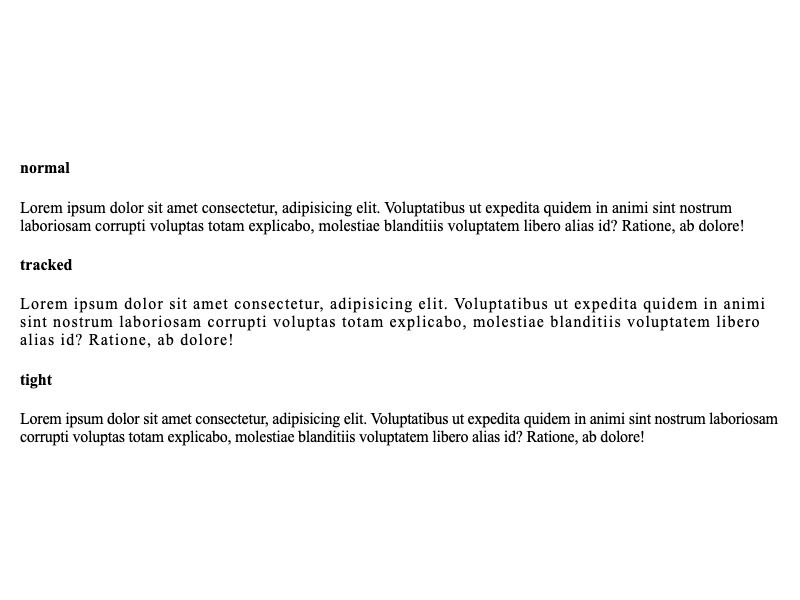 normal
Lorem ipsum dolor sit amet consectetur, adipisicing elit. Voluptatibus ut expedita quidem in animi sint nostrum
laboriosam corrupti voluptas totam explicabo, molestiae blanditiis voluptatem libero alias id? Ratione, ab dolore!
tracked
Lorem ipsum dolor sit amet consectetur, adipisicing elit. Voluptatibus ut expedita quidem in animi
sint nostrum laboriosam corrupti voluptas totam explicabo, molestiae blanditiis voluptatem libero
alias id? Ratione, ab dolore!
tight
Lorem ipsum dolor sit amet consectetur, adipisicing elit. Voluptatibus ut expedita quidem in animi sint nostrum laboriosam
corrupti voluptas totam explicabo, molestiae blanditiis voluptatem libero alias id? Ratione, ab dolore!